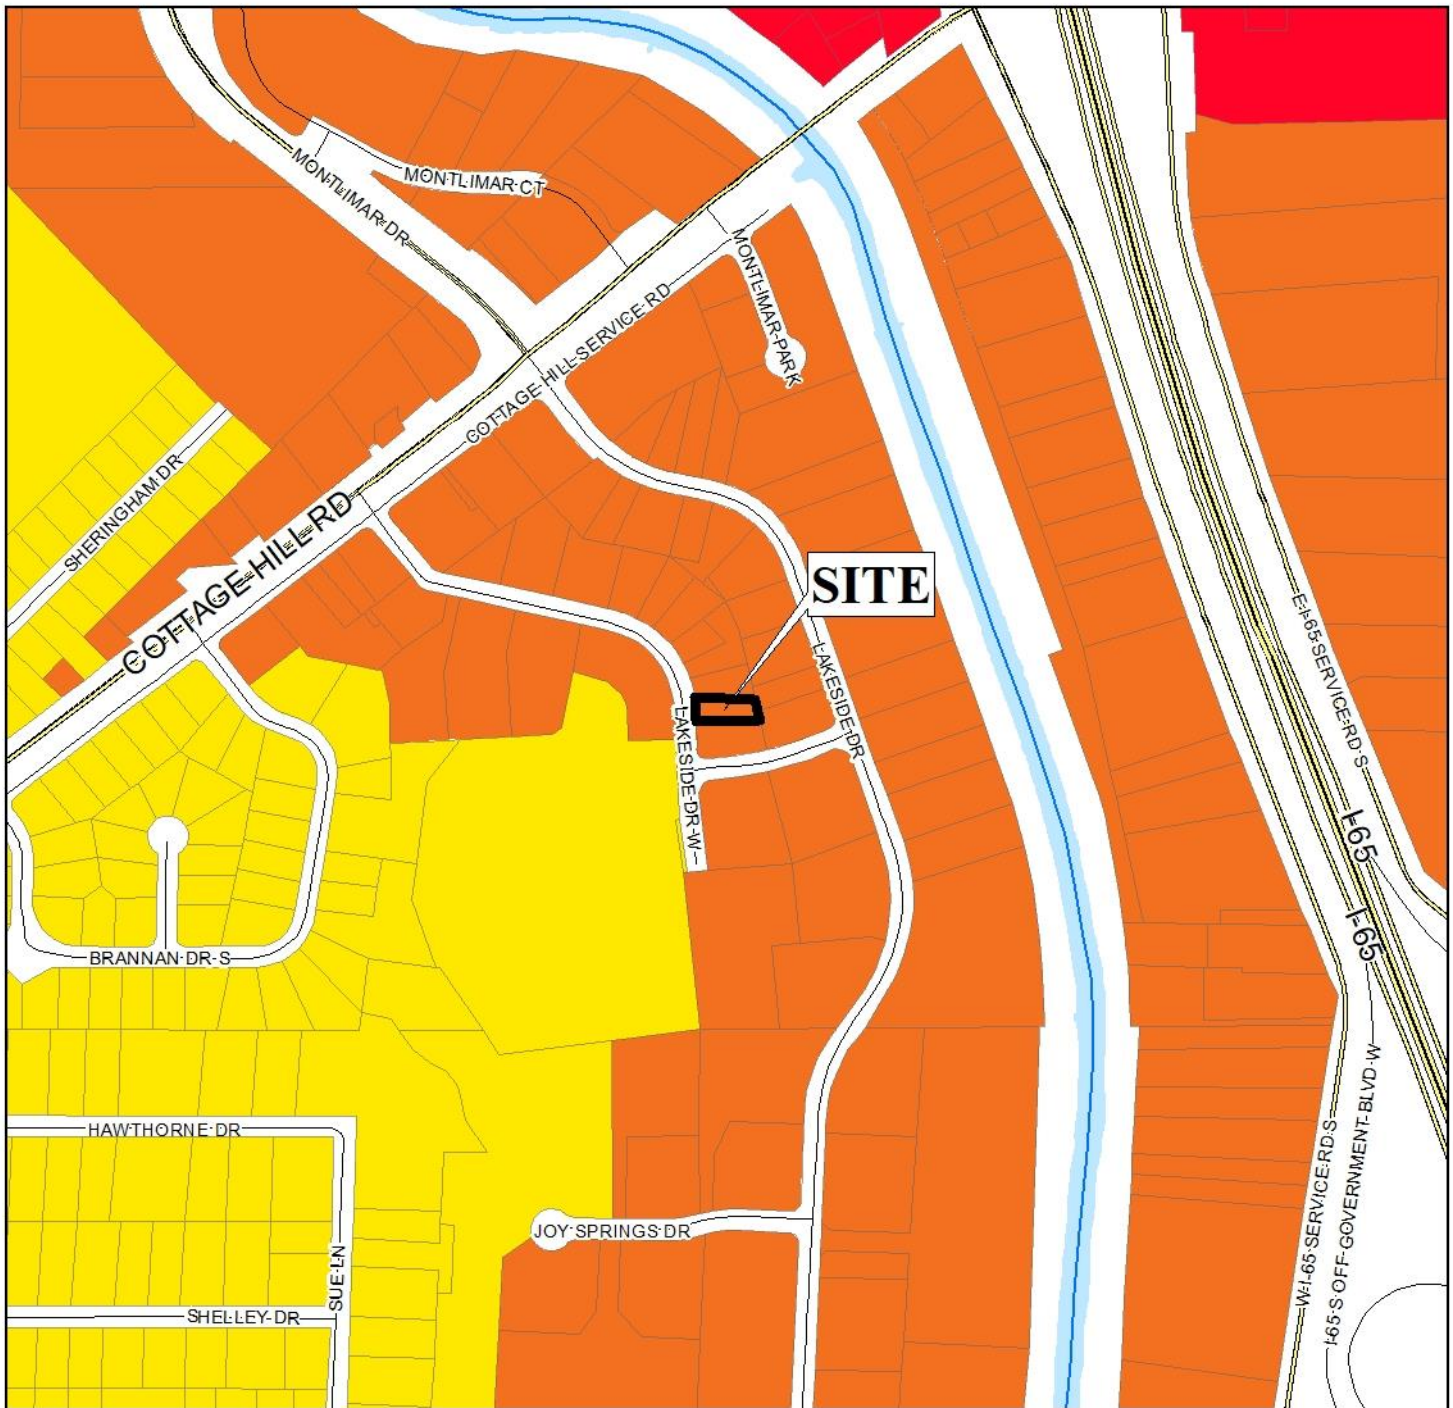 MONTLIMAR DR
MONTLIMAR CT
MONTLIMAR PARK
COTTAGE HILL SERVICE RD
SHERINGHAM DR
COTTAGE HILL RD
SITE
LAKESIDE DR
E I-65 SERVICE RD S
LAKESIDE DR W
I-65
I-65
BRANNAN DR S
HAWTHORNE DR
JOY SPRINGS DR
SUE LN
SHELLEY DR
W I-65 SERVICE RD S
I-65 S OFF GOVERNMENT BLVD W